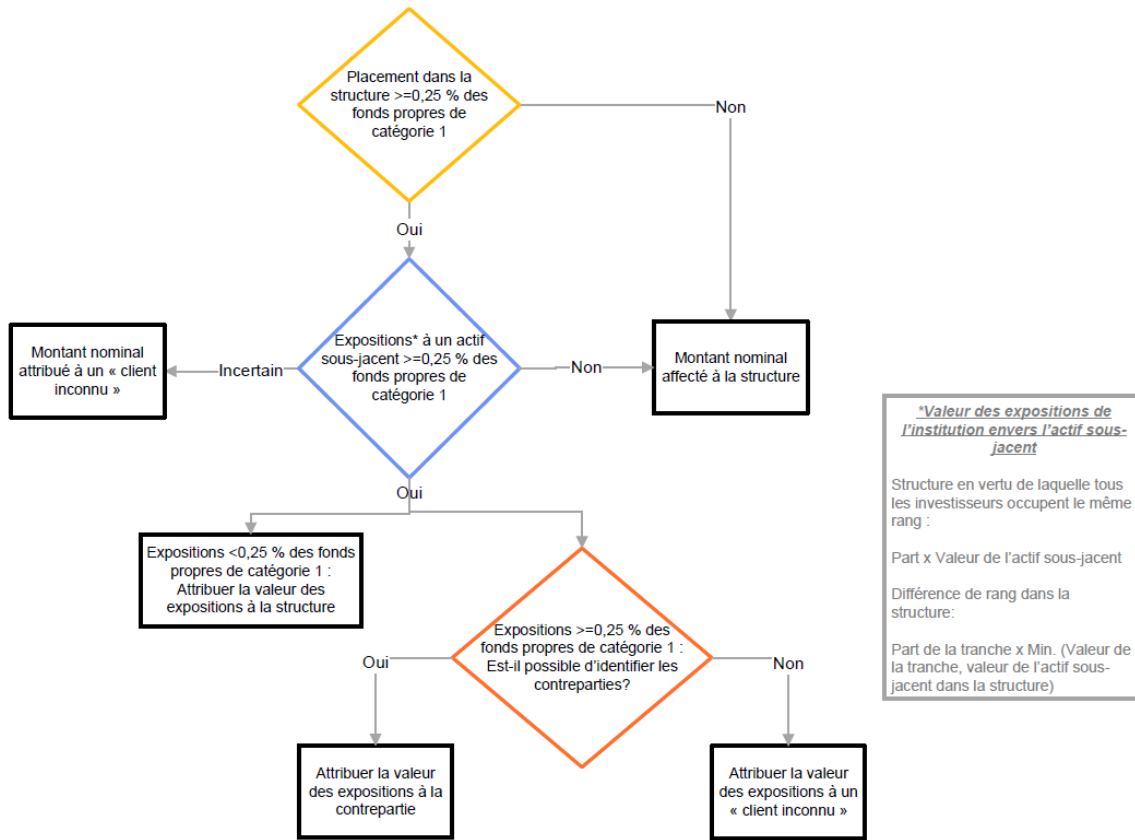 Placement dans la
structure >=0,25 % des
fonds propres de
catégorie 1
Non
Oui
Expositions* à un actif
sous-jacent >=0,25 % des
fonds propres de
catégorie 1
Incertain
Montant nominal
attribué à un « client
inconnu »
Non
Montant nominal
affecté à la structure
Oui
Expositions <0,25 % des fonds
propres de catégorie 1 :
Attribuer la valeur des
expositions à la structure
Expositions >=0,25 % des
fonds propres de catégorie 1 :
Est-il possible d’identifier les
contreparties?
Oui
Non
Attribuer la valeur
des expositions à la
contrepartie
Attribuer la valeur
des expositions à un
« client inconnu »
*Valeur des expositions de
l’institution envers l’actif sous-
jacent
Structure en vertu de laquelle tous
les investisseurs occupent le même
rang :
Part x Valeur de l’actif sous-jacent
Différence de rang dans la
structure:
Part de la tranche x Min. (Valeur de
la tranche, valeur de l’actif sous-
jacent dans la structure)